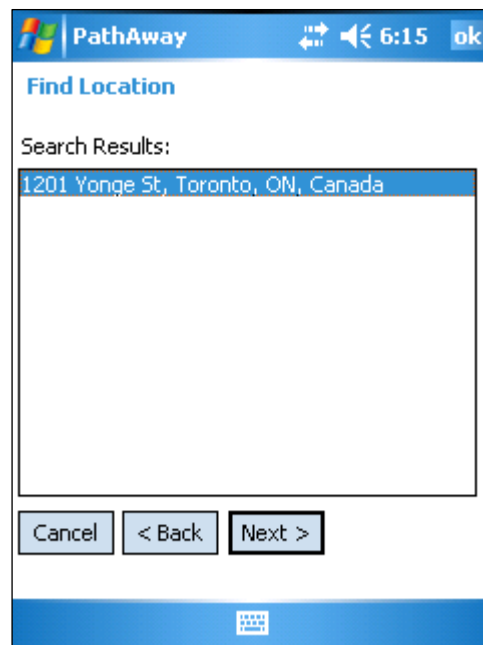 PathAway 6:15 ok
Find Location
Search Results:
1201 Yonge St, Toronto, ON, Canada
Cancel < Back Next >